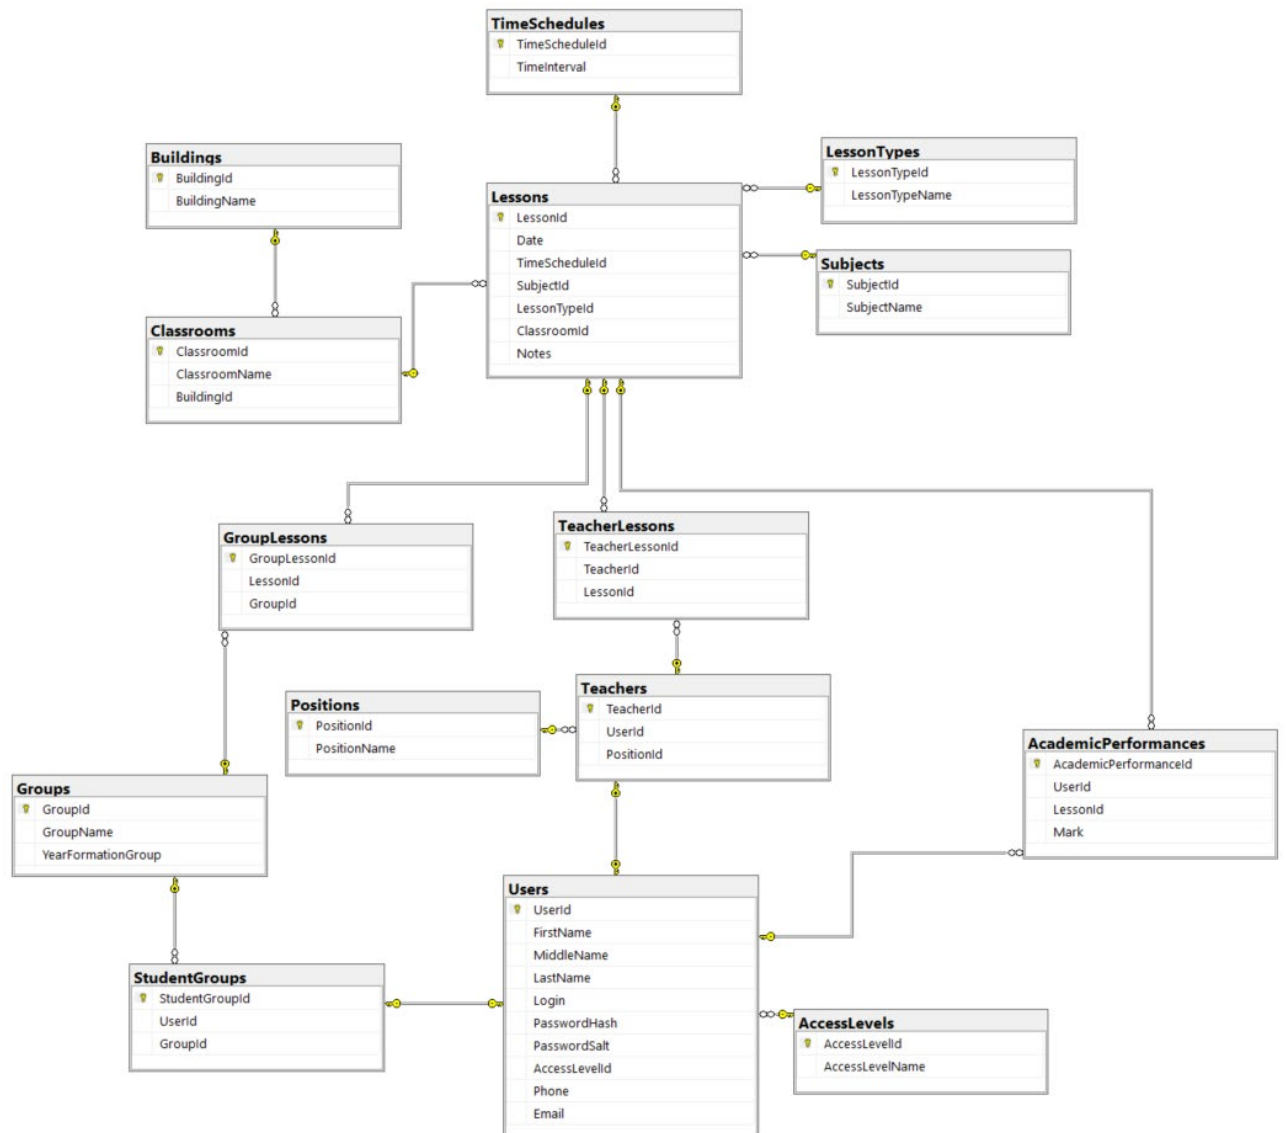 TimeSchedules
TimeScheduleId
TimeInterval
Buildings
BuildingId
BuildingName
LessonTypes
LessonTypeId
LessonTypeName
Lessons
LessonId
Date
TimeScheduleId
SubjectId
LessonTypeId
ClassroomId
Notes
Subjects
SubjectId
SubjectName
Classrooms
ClassroomId
ClassroomName
BuildingId
GroupLessons
GroupLessonId
LessonId
GroupId
TeacherLessons
TeacherLessonId
TeacherId
LessonId
Positions
PositionId
PositionName
Teachers
TeacherId
UserId
PositionId
AcademicPerformances
AcademicPerformanceId
UserId
LessonId
Mark
Groups
GroupId
GroupName
YearFormationGroup
Users
UserId
FirstName
MiddleName
LastName
Login
PasswordHash
PasswordSalt
AccessLevelId
Phone
Email
StudentGroups
StudentGroupId
UserId
GroupId
AccessLevels
AccessLevelId
AccessLevelName